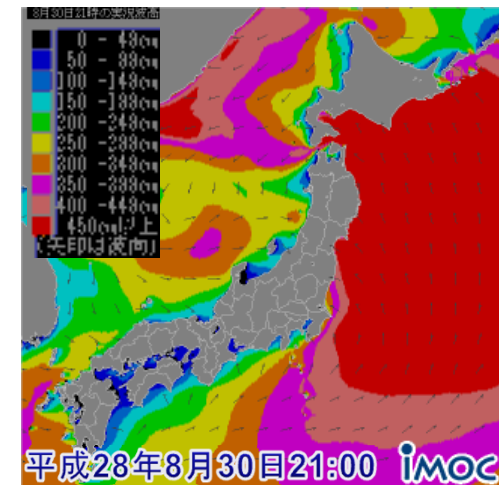 8月30日21時の実況波高
0 - 49cm
50 - 99cm
100 -149cm
150 -199cm
200 -249cm
250 -299cm
300 -349cm
350 -399cm
400 -449cm
450cm以上
(矢印は波向)
平成28年8月30日21:00 imoc